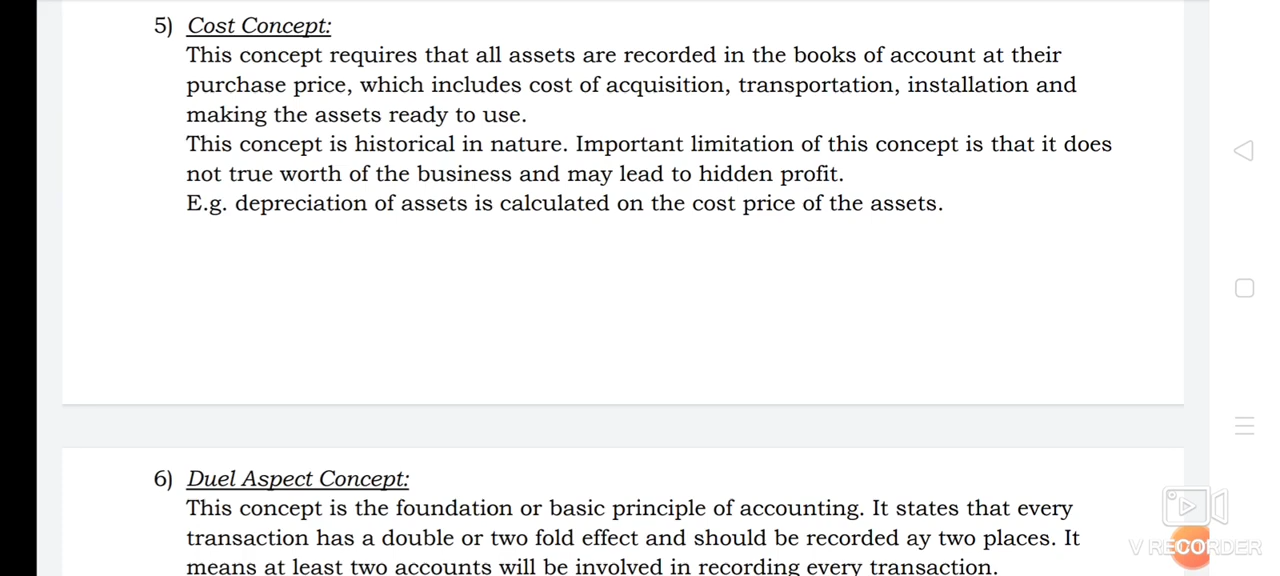 5) Cost Concept:
This concept requires that all assets are recorded in the books of account at their
purchase price, which includes cost of acquisition, transportation, installation and
making the assets ready to use.
This concept is historical in nature. Important limitation of this concept is that it does
not true worth of the business and may lead to hidden profit.
E.g. depreciation of assets is calculated on the cost price of the assets.
6) Duel Aspect Concept:
This concept is the foundation or basic principle of accounting. It states that every
transaction has a double or two fold effect and should be recorded ay two places. It
means at least two accounts will be involved in recording every transaction.
V RECORDER